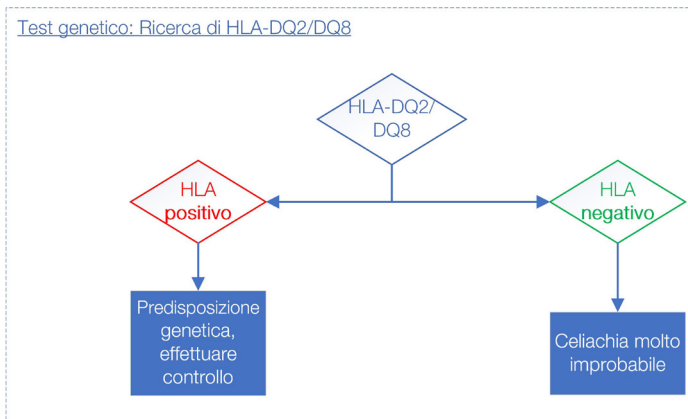 Test genetico: Ricerca di HLA-DQ2/DQ8
HLA-DQ2/
DQ8
HLA
positivo
HLA
negativo
Predisposizione
genetica,
effettuare
controllo
Celiachia molto
improbabile